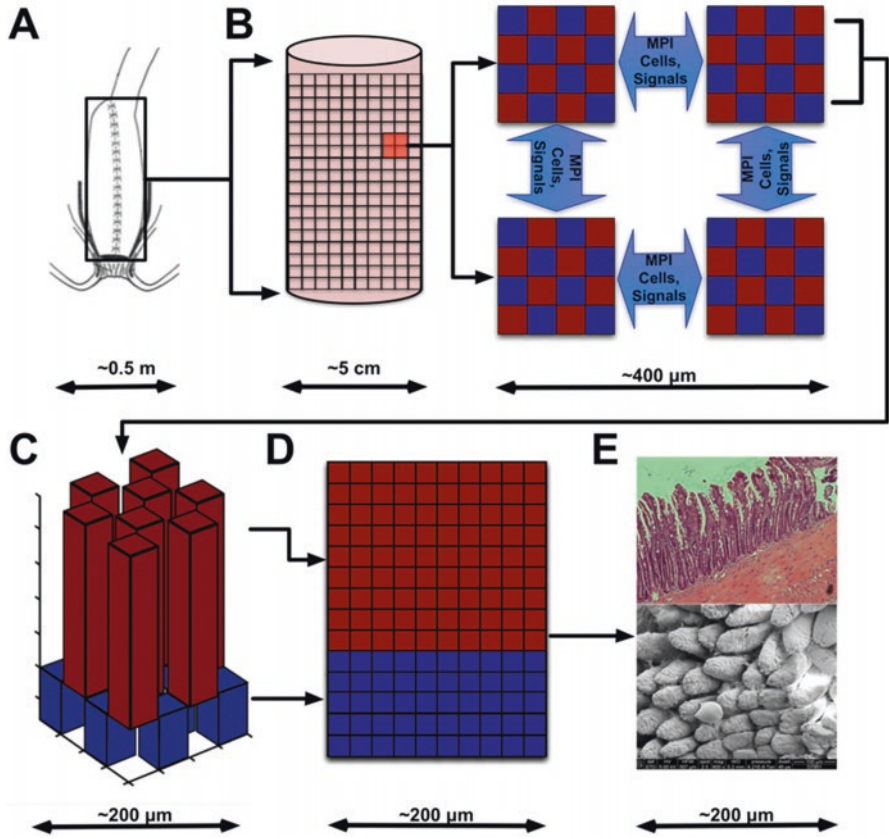 A
B
MPI
Cells,
Signals
MPI
Cells,
Signals
MPI
Cells,
Signals
MPI
Cells,
Signals
~0.5 m
~5 cm
~400 µm
C
D
E
~200 µm
~200 µm
~200 µm